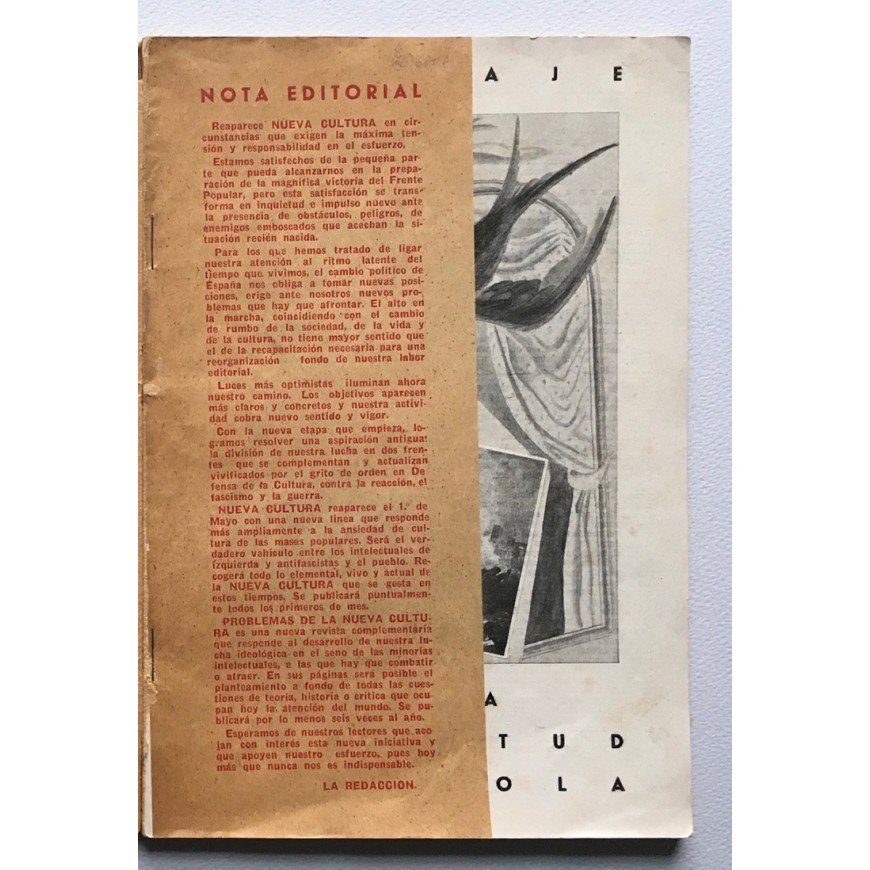 AJE
NOTA EDITORIAL
Reaparece NUEVA CULTURA en cir-
cunstancias que exigen la máxima ten-
sión y responsabilidad en el esfuerzo.
Estamos satisfechos de la pequeña par-
te que pueda alcanzarnos en la prepa-
ración de la magnífica victoria del Frente
Popular, pero esta satisfacción se trans-
forma en inquietud e impulso nuevo ante
la presencia de obstáculos, peligros, de
enemigos emboscados que acechan la si-
tuación recién nacida.
Para los que hemos tratado de ligar
nuestra atención al ritmo latente del
tiempo que vivimos, el cambio político de
España nos obliga a tomar nuevas posi-
ciones, erige ante nosotros nuevos pro-
blemas que hay que afrontar. El alto en
la marcha, coincidiendo con el cambio
de rumbo de la sociedad, de la vida y
de la cultura, no tiene mayor sentido que
el de la recapacitación necesaria para una
reorganización fondo de nuestra labor
editorial.
Luces más optimistas iluminan ahora
nuestro camino. Los objetivos aparecen
más claros y concretos y nuestra activi-
dad cobra nuevo sentido y vigor.
Con la nueva etapa que empieza, lo-
gramos resolver una aspiración antigua:
la división de nuestra lucha en dos fren-
tes que se complementan y actualizan
vivificados por el grito de orden en De
fensa de la Cultura, contra la reacción, el
fascismo y la guerra.
NUEVA CULTURA reaparece el 1.º de
Mayo con una nueva línea que responde
más ampliamente a la ansiedad de cul-
tura de las masas populares. Será el ver-
dadero vehículo entre los intelectuales de
izquierda y antifascistas y el pueblo. Re-
cogerá todo lo elemental, vivo y actual de
la NUEVA CULTURA que se gesta en
estos tiempos. Se publicará puntualmen-
te todos los primeros de mes.
PROBLEMAS DE LA NUEVA CULTU-
RA es una nueva revista complementaria
que responde al desarrollo de nuestra lu-
cha ideológica en el seno de las minorías
intelectuales, a las que hay que combatir
o atraer. En sus páginas será posible el
planteamiento a fondo de todas las cues-
tiones de teoría, historia o crítica que ocu-
pan hoy la atención del mundo. Se pu-
blicará por lo menos seis veces al año.
Esperamos de nuestros lectores que aco
jan con interés esta nueva iniciativa y
que apoyen nuestro esfuerzo, pues hoy
más que nunca nos es indispensable.
LA REDACCION.
A
TUD
OLA